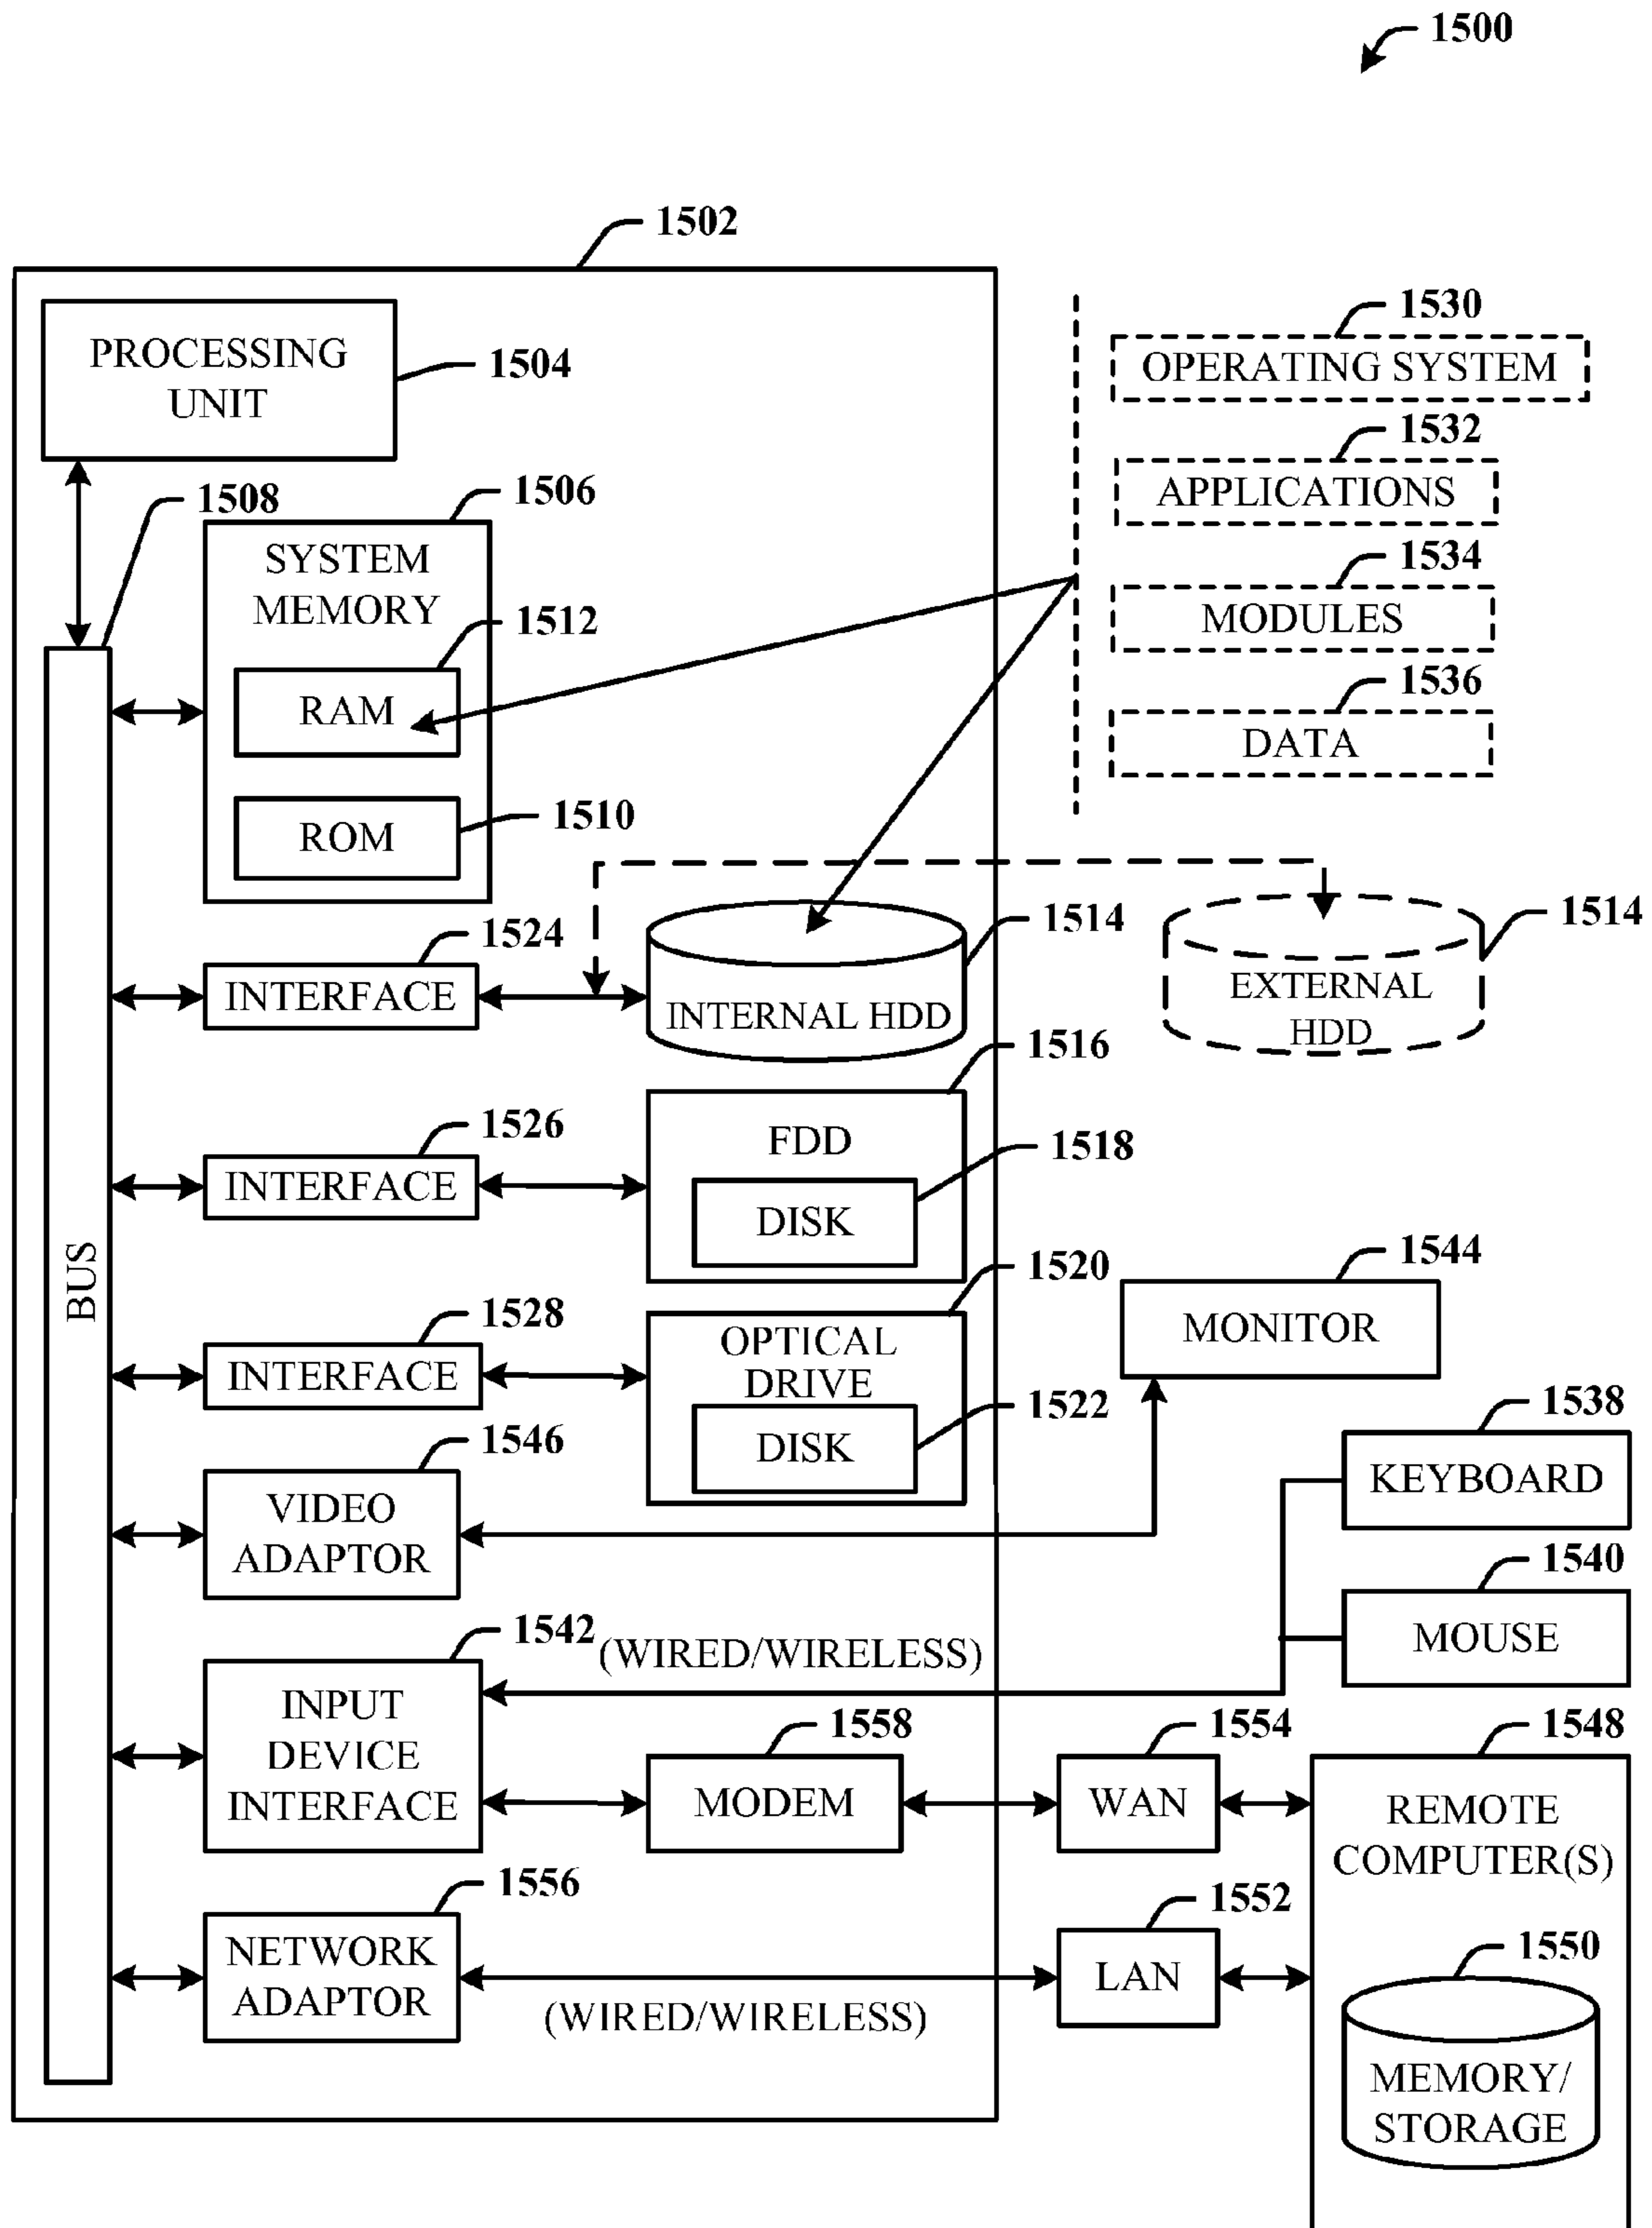 1500
1502
PROCESSING
UNIT
1504
1530
OPERATING SYSTEM
1532
APPLICATIONS
1534
MODULES
1536
DATA
1508
1506
SYSTEM
MEMORY
1512
RAM
1510
ROM
1524
INTERFACE
1514
INTERNAL HDD
1514
EXTERNAL
HDD
1516
1526
INTERFACE
FDD
1518
DISK
BUS
1520
1528
INTERFACE
OPTICAL
DRIVE
1522
DISK
1544
MONITOR
1538
KEYBOARD
1546
VIDEO
ADAPTOR
1540
MOUSE
1542
(WIRED/WIRELESS)
INPUT
DEVICE
INTERFACE
1558
MODEM
1554
WAN
1548
REMOTE
COMPUTER(S)
1556
NETWORK
ADAPTOR
(WIRED/WIRELESS)
1552
LAN
1550
MEMORY/
STORAGE